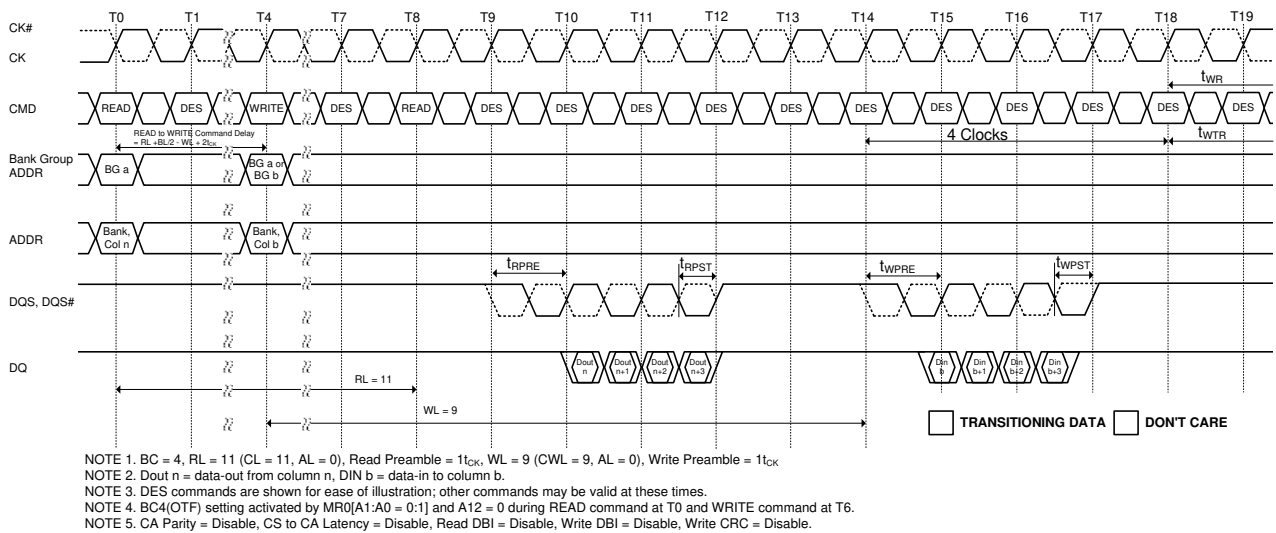 T0 T1 T4 T7 T8 T9 T10 T11 T12 T13 T14 T15 T16 T17 T18 T19
CK#
CK
tWR
CMD READ DES WRITE DES READ DES DES DES DES DES DES DES DES DES DES DES
READ to WRITE Command Delay
= RL +BL/2 - WL + 2tCK
4 Clocks
tWTR
Bank Group
ADDR
BG a
BG a or
BG b
ADDR
Bank,
Col n
Bank,
Col b
tRPRE tRPST tWPRE tWPST
DQS, DQS#
DQ
Dout
n
Dout
n+1
Dout
n+2
Dout
n+3
Din
b
Din
b+1
Din
b+2
Din
b+3
RL = 11
WL = 9
TRANSITIONING DATA DON'T CARE
NOTE 1. BC = 4, RL = 11 (CL = 11, AL = 0), Read Preamble = 1tCK, WL = 9 (CWL = 9, AL = 0), Write Preamble = 1tCK
NOTE 2. Dout n = data-out from column n, DIN b = data-in to column b.
NOTE 3. DES commands are shown for ease of illustration; other commands may be valid at these times.
NOTE 4. BC4(OTF) setting activated by MR0[A1:A0 = 0:1] and A12 = 0 during READ command at T0 and WRITE command at T6.
NOTE 5. CA Parity = Disable, CS to CA Latency = Disable, Read DBI = Disable, Write DBI = Disable, Write CRC = Disable.